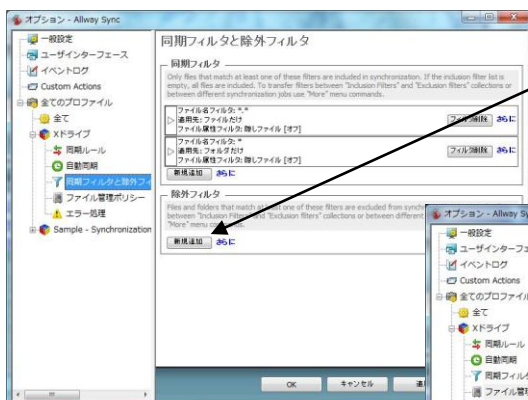 オプション - Allway Sync
一般設定
ユーザインターフェース
イベントログ
Custom Actions
全てのプロファイル
全て
Xドライブ
同期ルール
自動同期
同期フィルタと除外フィ
ファイル管理ポリシー
エラー処理
Sample - Synchronization
同期フィルタと除外フィルタ
同期フィルタ
Only files that match at least one of these filters are included in synchronization. If the inclusion filter list is
empty, all files are included. To transfer filters between "Inclusion Filters" and "Exclusion filters" collections or
between different synchronization jobs use "More" menu commands.
ファイル名フィルタ: *.*
適用先: ファイルだけ
ファイル属性フィルタ: 隠しファイル [オフ]
フィルタ削除 さらに
ファイル名フィルタ: *
適用先: フォルダだけ
ファイル属性フィルタ: 隠しファイル [オフ]
フィルタ削除 さらに
新規追加 さらに
除外フィルタ
Files and folders that match at least one of these filters are excluded from synchr
between "Inclusion Filters" and "Exclusion filters" collections or between different
"More" menu commands.
新規追加 さらに
OK キャンセル 適
オプション - Allway Sy
一般設定
ユーザインターフェ
イベントログ
Custom Actions
全てのプロファイル
全て
Xドライブ
同期ルール
自動同期
同期フィルタ
ファイル管理